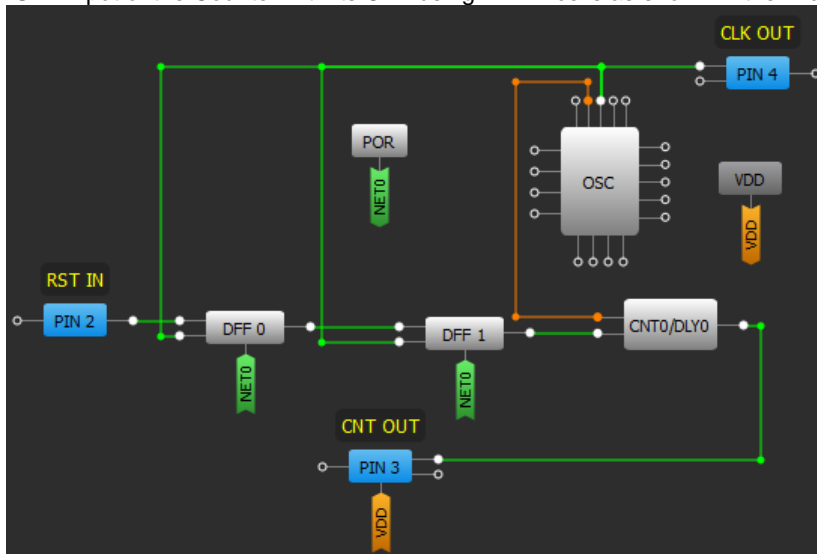 CLK OUT
PIN 4
POR
NET0
OSC
VDD
VDD
RST IN
PIN 2
DFF 0
NET0
DFF 1
NET0
CNT0/DLY0
CNT OUT
PIN 3
VDD